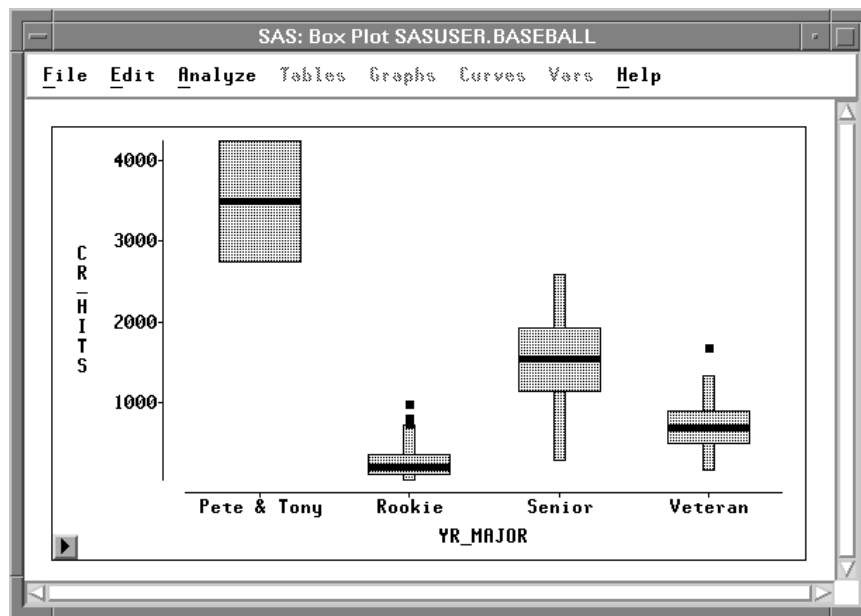 SAS: Box Plot SASUSER.BASEBALL
File Edit Analyze Tables Graphs Curves Vars Help
4000
3000
2000
1000
CR_HITS
Pete & Tony Rookie Senior Veteran
YR_MAJOR